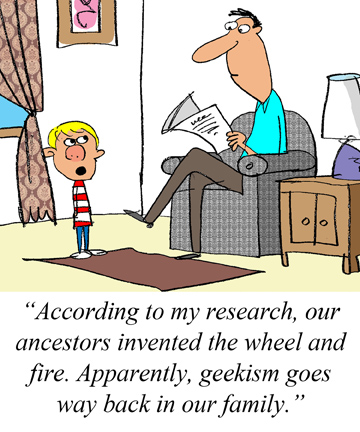 “According to my research, our
ancestors invented the wheel and
fire. Apparently, geekism goes
way back in our family.”